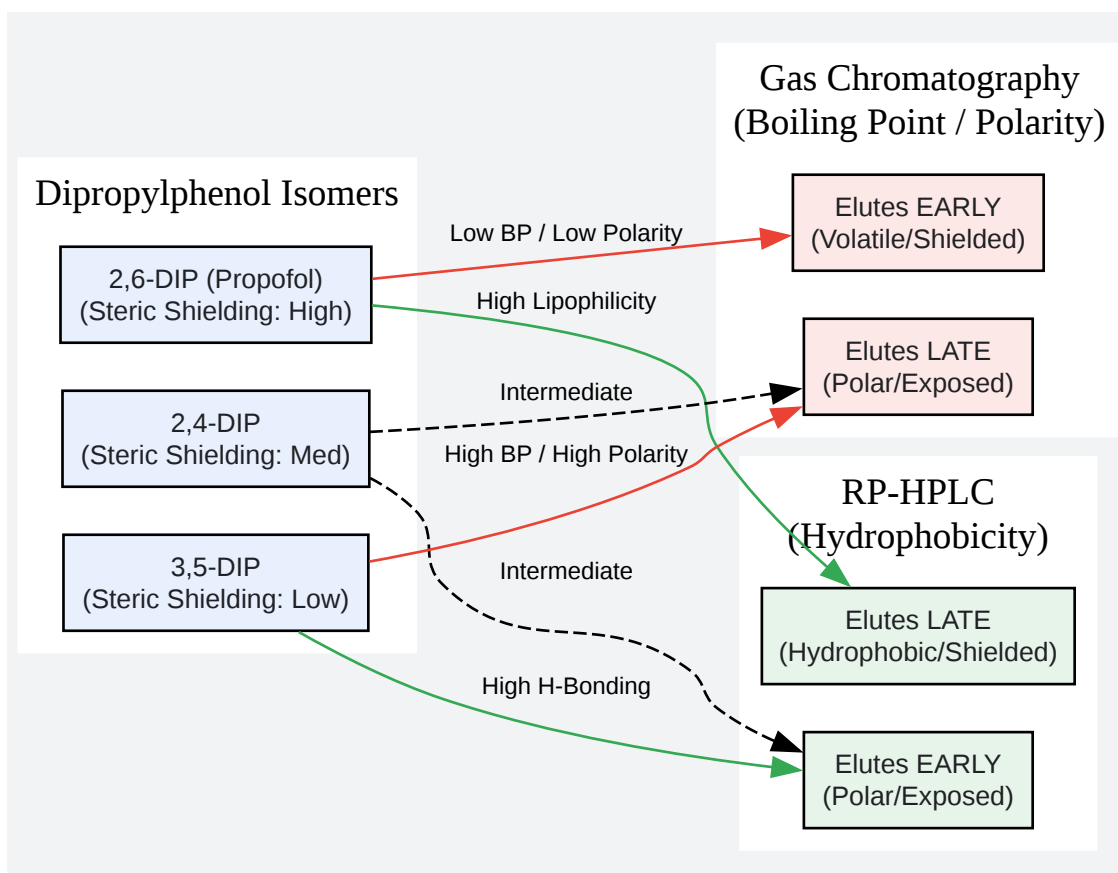 Dipropylphenol Isomers
2,6-DIP (Propofol)
(Steric Shielding: High)
2,4-DIP
(Steric Shielding: Med)
3,5-DIP
(Steric Shielding: Low)
Low BP / Low Polarity
High Lipophilicity
Intermediate
High BP / High Polarity
Intermediate
High H-Bonding
Gas Chromatography
(Boiling Point / Polarity)
Elutes EARLY
(Volatile/Shielded)
Elutes LATE
(Polar/Exposed)
RP-HPLC
(Hydrophobicity)
Elutes LATE
(Hydrophobic/Shielded)
Elutes EARLY
(Polar/Exposed)